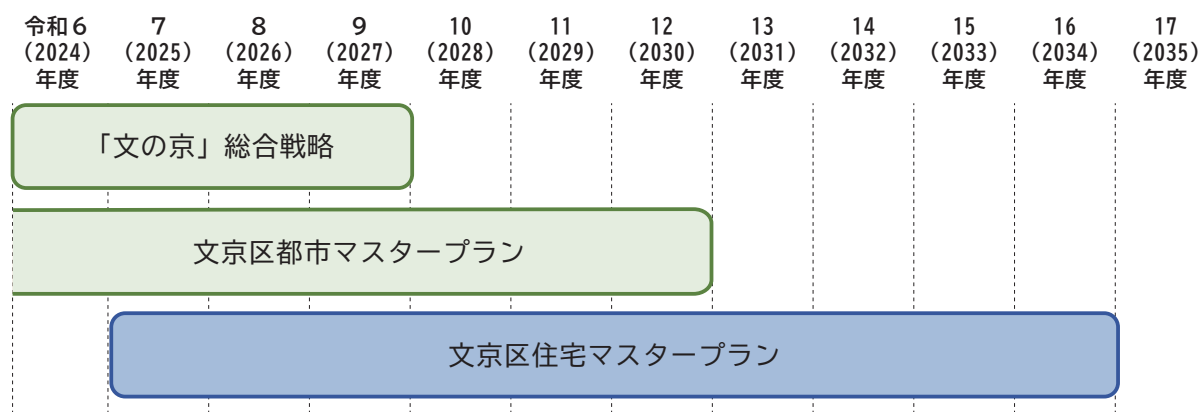 令和6 7 8 9 10 11 12 13 14 15 16 17
(2024) (2025) (2026) (2027) (2028) (2029) (2030) (2031) (2032) (2033) (2034) (2035)
年度 年度 年度 年度 年度 年度 年度 年度 年度 年度 年度 年度
「文の京」総合戦略
文京区都市マスタープラン
文京区住宅マスタープラン